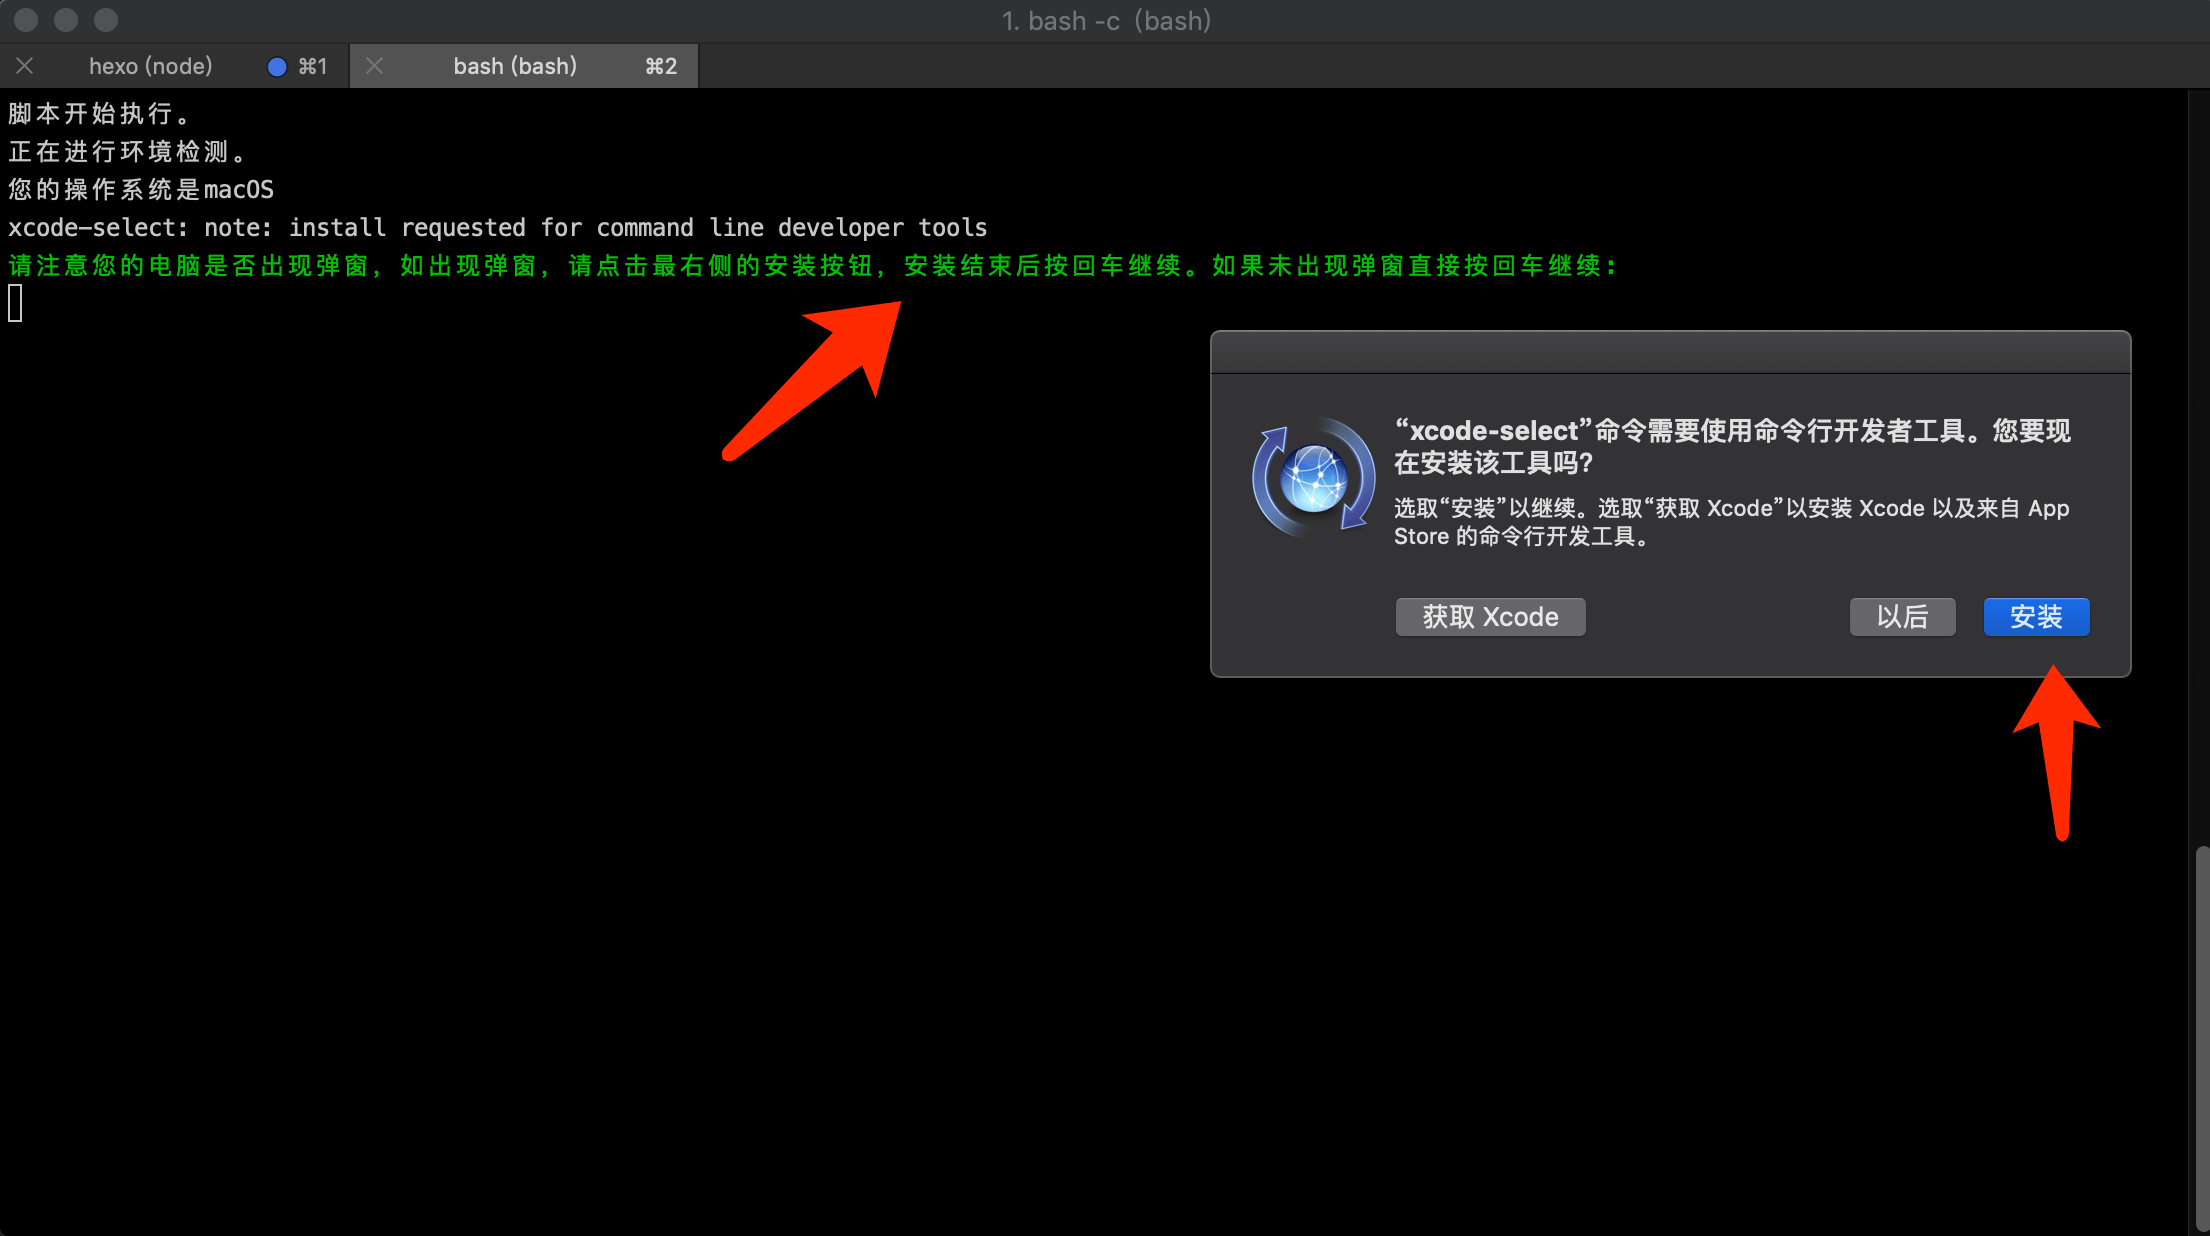 1. bash -c (bash)
hexo (node) ⌘1 bash (bash) ⌘2
脚本开始执行。
正在进行环境检测。
您的操作系统是macOS
xcode-select: note: install requested for command line developer tools
请注意您的电脑是否出现弹窗，如出现弹窗，请点击最右侧的安装按钮，安装结束后按回车继续。如果未出现弹窗直接按回车继续：
“xcode-select”命令需要使用命令行开发者工具。您要现
在安装该工具吗？
选取“安装”以继续。选取“获取 Xcode”以安装 Xcode 以及来自 App
Store 的命令行开发工具。
获取 Xcode 以后 安装